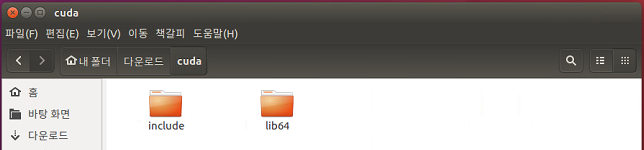 cuda
파일(F) 편집(E) 보기(V) 이동 책갈피 도움말(H)
내 폴더 다운로드 cuda
홈
바탕 화면
다운로드
include lib64